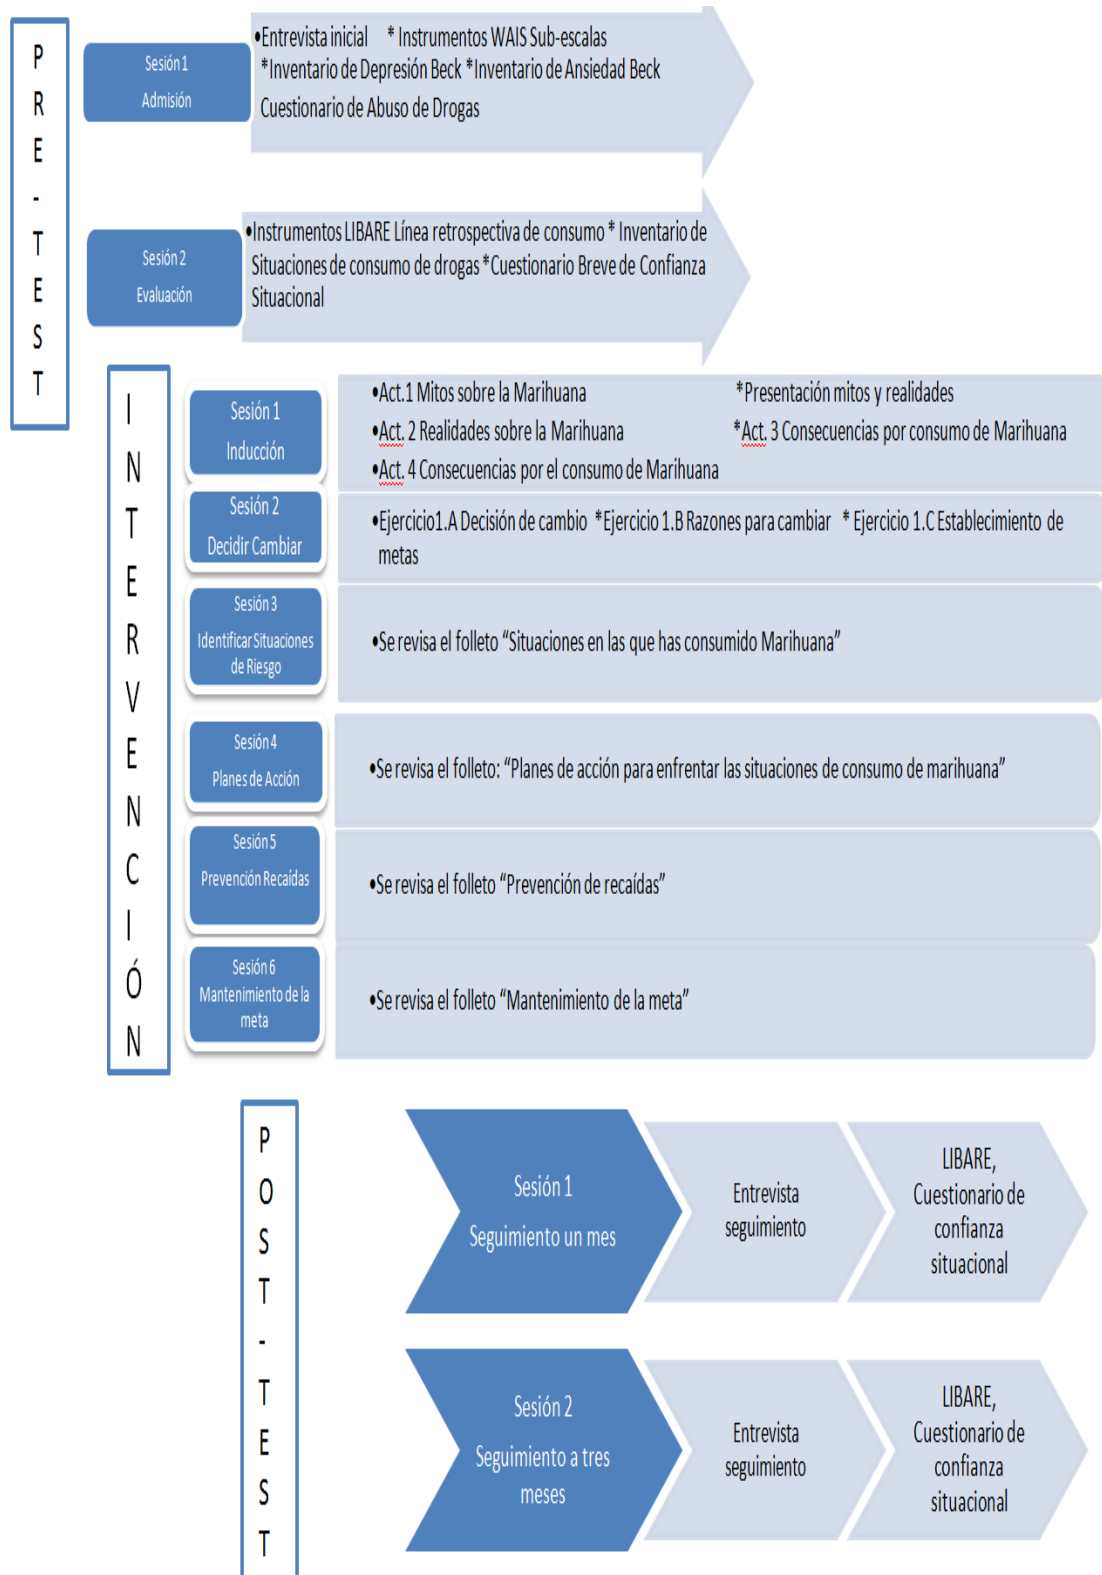 PRE-TEST
Sesión 1
Admisión
•Entrevista inicial * Instrumentos WAIS Sub-escalas
*Inventario de Depresión Beck *Inventario de Ansiedad Beck
Cuestionario de Abuso de Drogas
Sesión 2
Evaluación
•Instrumentos LIBARE Línea retrospectiva de consumo * Inventario de
Situaciones de consumo de drogas *Cuestionario Breve de Confianza
Situacional
INTERVENCIÓN
Sesión 1
Inducción
•Act.1 Mitos sobre la Marihuana *Presentación mitos y realidades
•Act. 2 Realidades sobre la Marihuana *Act. 3 Consecuencias por consumo de Marihuana
•Act. 4 Consecuencias por el consumo de Marihuana
Sesión 2
Decidir Cambiar
•Ejercicio1.A Decisión de cambio *Ejercicio 1.B Razones para cambiar * Ejercicio 1.C Establecimiento de
metas
Sesión 3
Identificar Situaciones
de Riesgo
•Se revisa el folleto “Situaciones en las que has consumido Marihuana”
Sesión 4
Planes de Acción
•Se revisa el folleto: “Planes de acción para enfrentar las situaciones de consumo de marihuana”
Sesión 5
Prevención Recaídas
•Se revisa el folleto “Prevención de recaídas”
Sesión 6
Mantenimiento de la
meta
•Se revisa el folleto “Mantenimiento de la meta”
POST-TEST
Sesión 1
Seguimiento un mes
Entrevista
seguimiento
LIBARE,
Cuestionario de
confianza
situacional
Sesión 2
Seguimiento a tres
meses
Entrevista
seguimiento
LIBARE,
Cuestionario de
confianza
situacional